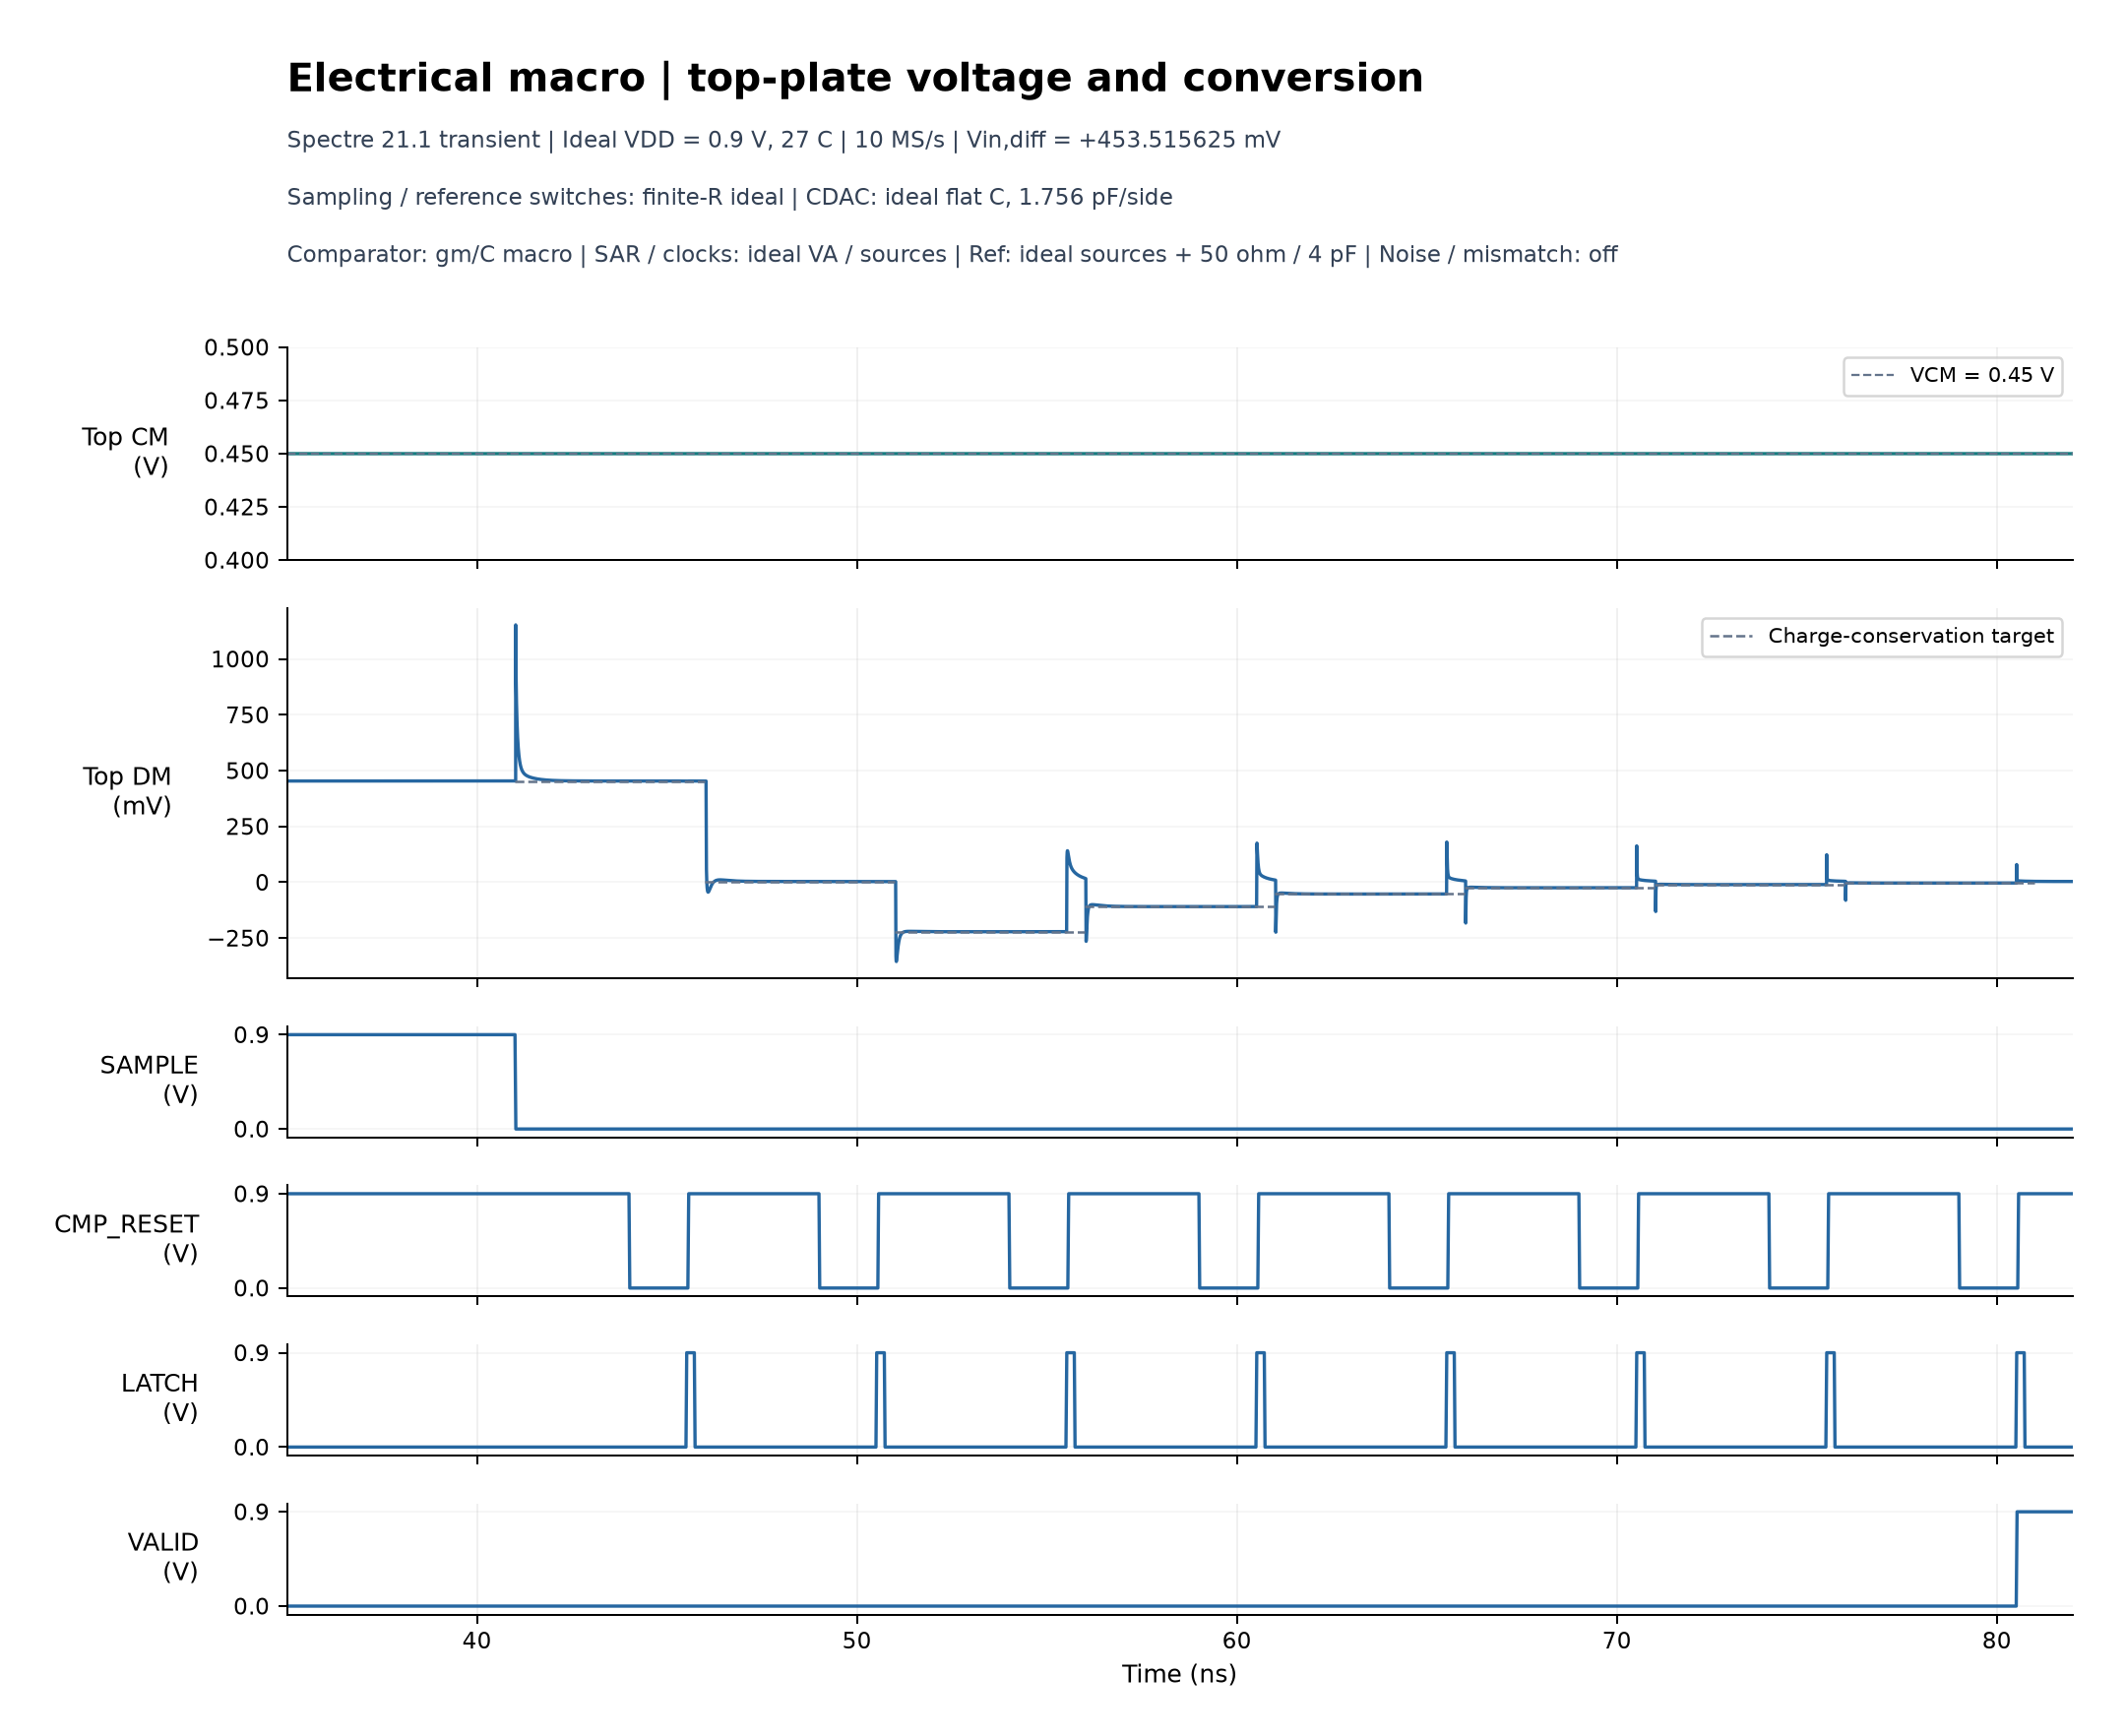 Electrical macro | top-plate voltage and conversion
Spectre 21.1 transient | Ideal VDD = 0.9 V, 27 C | 10 MS/s | Vin,diff = +453.515625 mV
Sampling / reference switches: finite-R ideal | CDAC: ideal flat C, 1.756 pF/side
Comparator: gm/C macro | SAR / clocks: ideal VA / sources | Ref: ideal sources + 50 ohm / 4 pF | Noise / mismatch: off
Top CM
(V)
0.500
0.475
0.450
0.425
0.400
VCM = 0.45 V
Top DM
(mV)
1000
750
500
250
0
−250
Charge-conservation target
SAMPLE
(V)
0.9
0.0
CMP_RESET
(V)
0.9
0.0
LATCH
(V)
0.9
0.0
VALID
(V)
0.9
0.0
40 50 60 70 80
Time (ns)